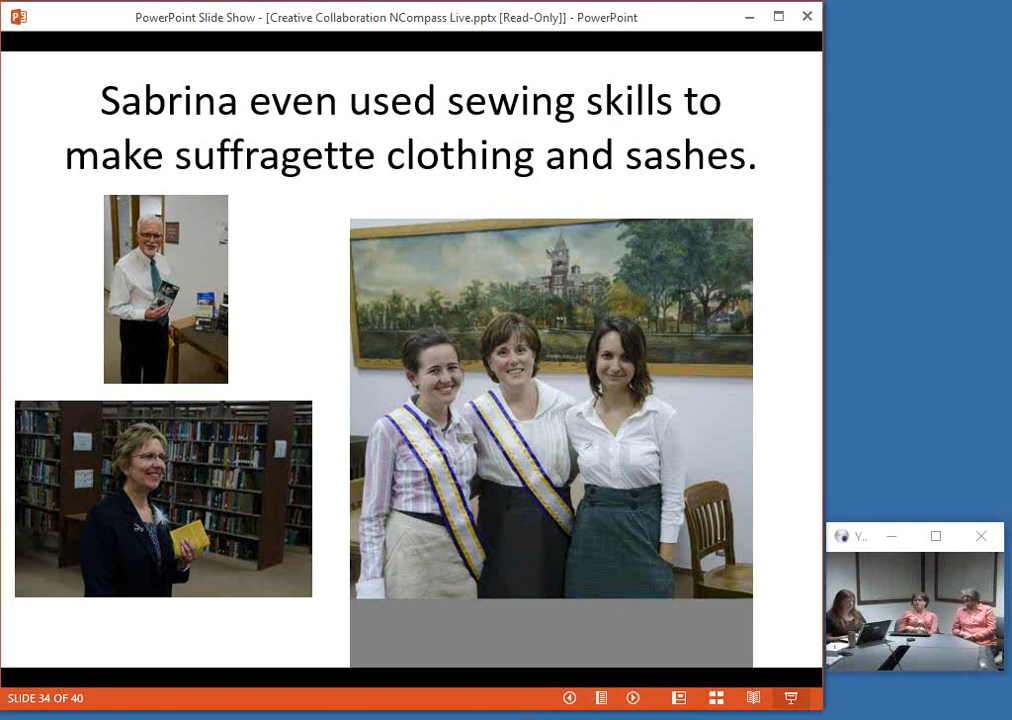 PowerPoint Slide Show - [Creative Collaboration NCompass Live.pptx [Read-Only]] - PowerPoint
Sabrina even used sewing skills to
make suffragette clothing and sashes.
Y..
SLIDE 34 OF 40